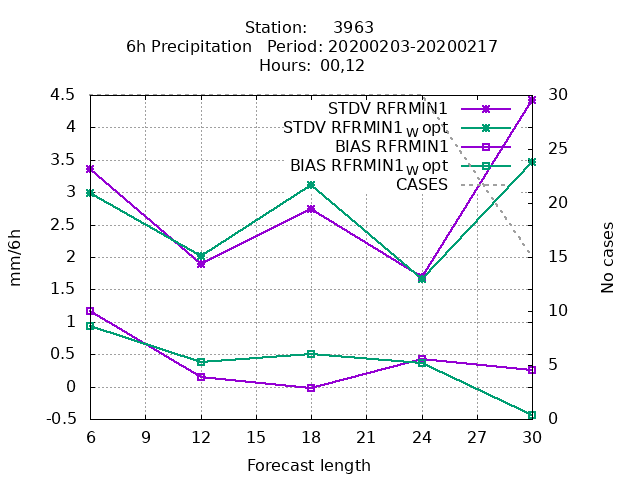 Station: 3963
6h Precipitation Period: 20200203-20200217
Hours: 00,12
4.5
4
3.5
3
2.5
2
1.5
1
0.5
0
-0.5
mm/6h
STDV RFRMIN1
STDV RFRMIN1w opt
BIAS RFRMIN1
BIAS RFRMIN1w opt
CASES
30
25
20
15
10
5
0
No cases
6 9 12 15 18 21 24 27 30
Forecast length